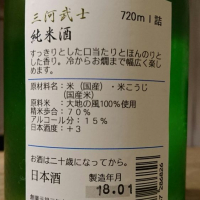 三河武士
720ml詰
純米酒
すっきりとした口当たりとほんのりと
した香り。冷からお燗まで幅広く楽し
めます。
原材料名：米（国産）・米こうじ
（国産米）
原料米：大地の風100%使用
精米歩合：70%
アルコール分：15%
日本酒度：+3
お酒は二十歳になってから。
日本酒
製造年月
18.01